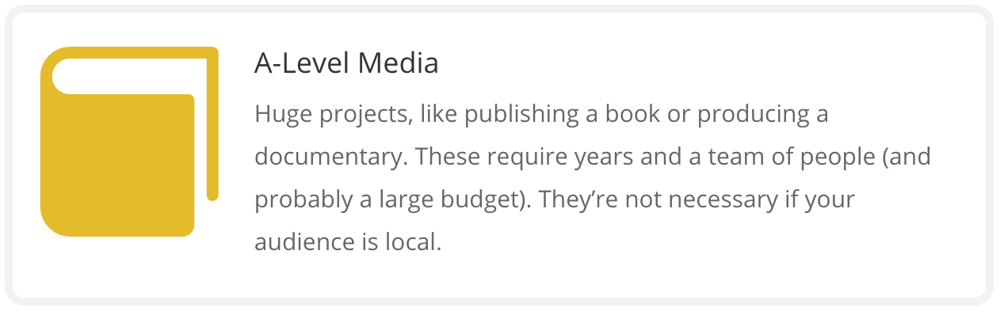 A-Level Media
Huge projects, like publishing a book or producing a
documentary. These require years and a team of people (and
probably a large budget). They’re not necessary if your
audience is local.